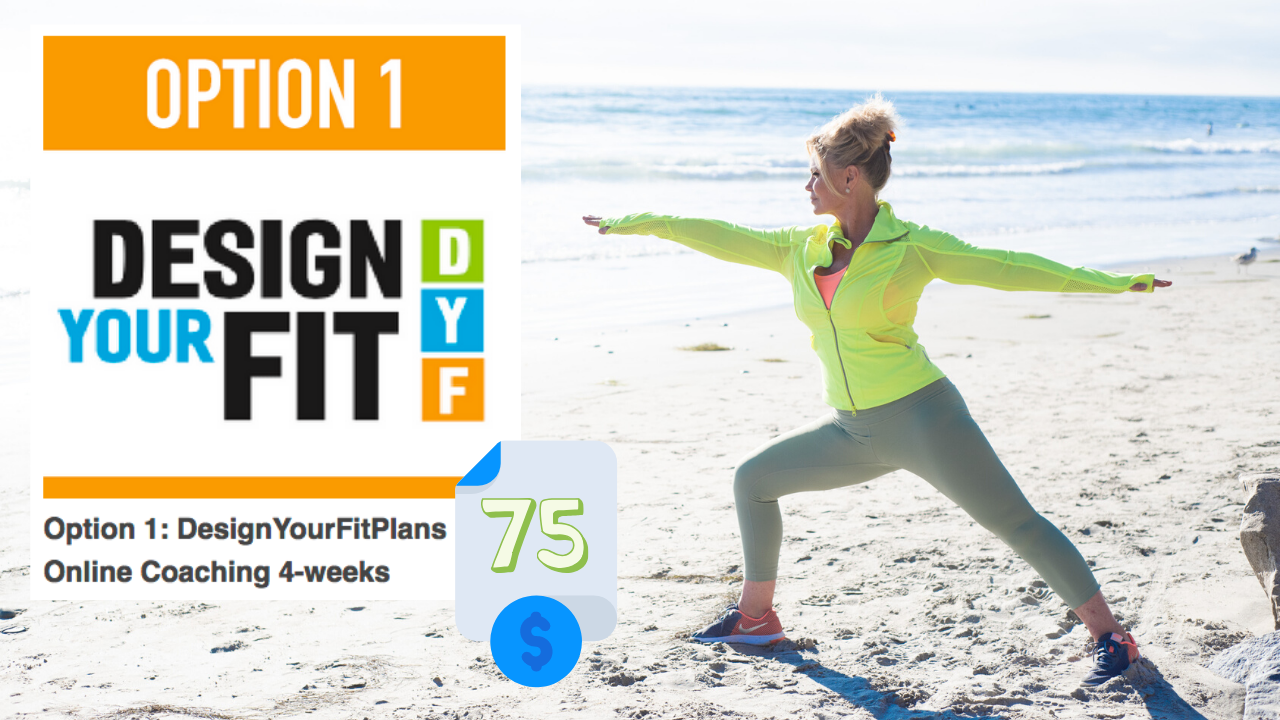 OPTION 1
DESIGN D
YOUR FIT Y
F
Option 1: DesignYourFitPlans
Online Coaching 4-weeks
75
$